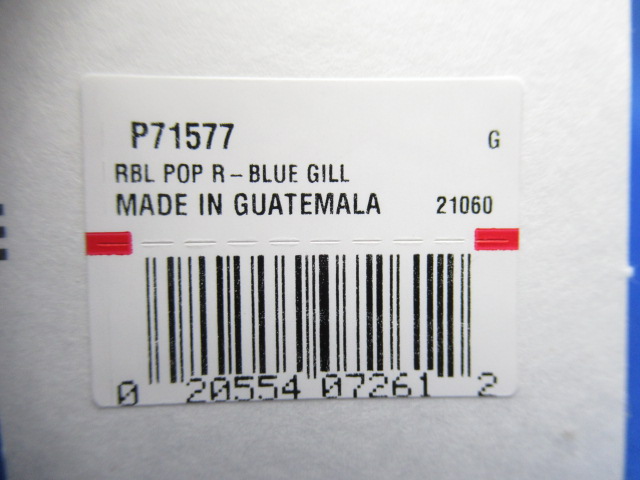 P71577 G
RBL POP R-BLUE GILL
MADE IN GUATEMALA 21060
0 20554 07261 2